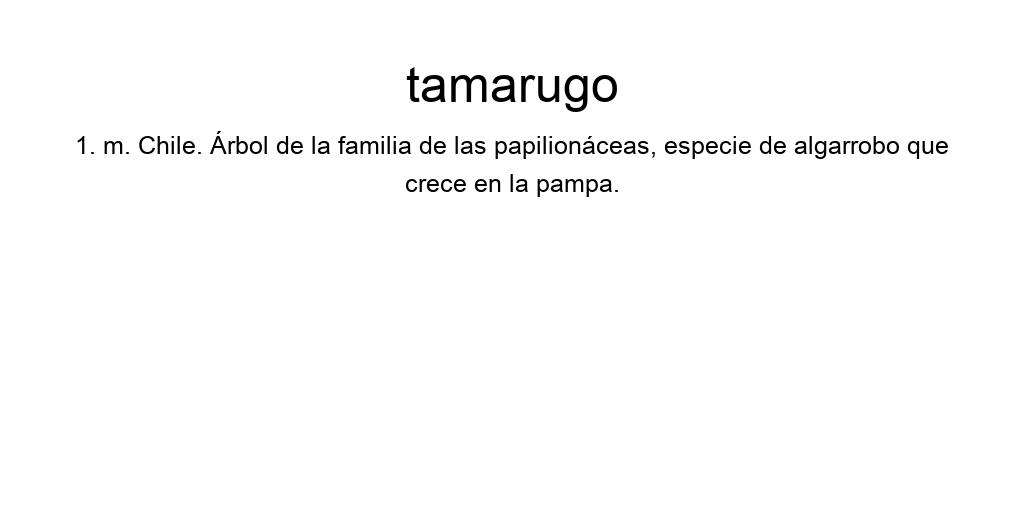 tamarugo
1. m. Chile. Árbol de la familia de las papilionáceas, especie de algarrobo que
crece en la pampa.